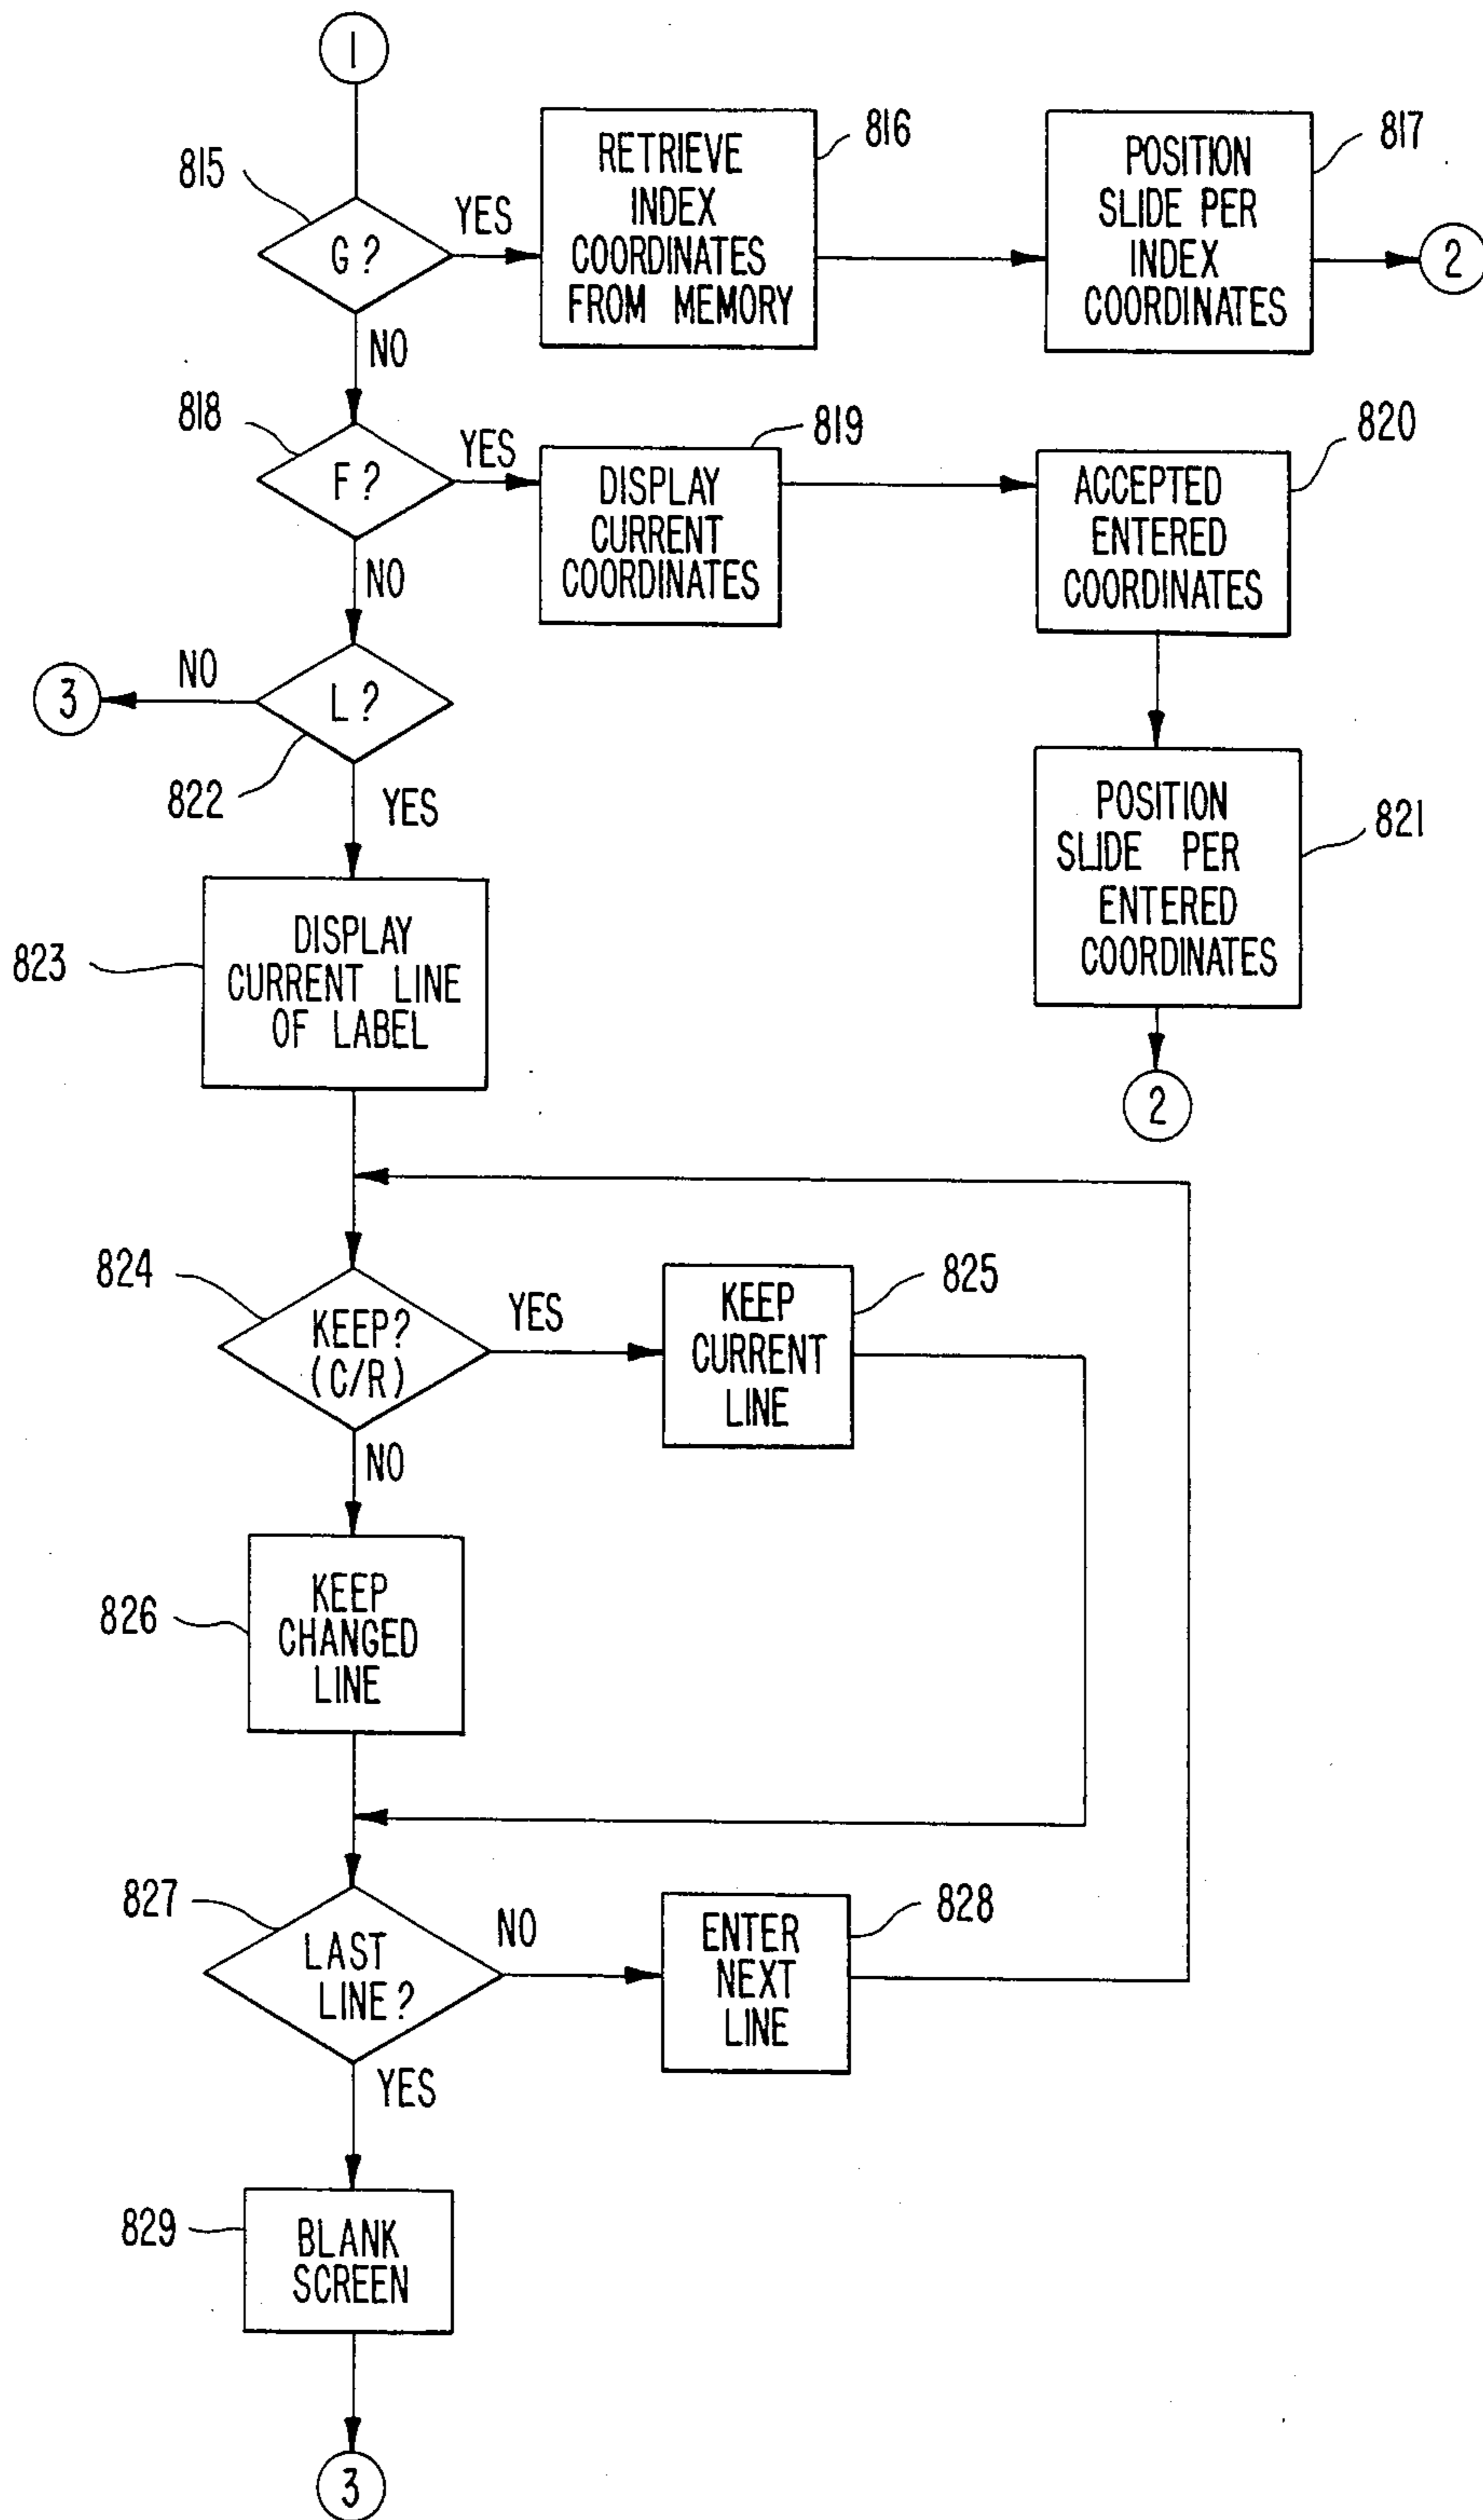 1
815
G?
YES
RETRIEVE
INDEX
COORDINATES
FROM MEMORY
816
POSITION
SLIDE PER
INDEX
COORDINATES
817
2
NO
818
F?
YES
DISPLAY
CURRENT
COORDINATES
819
ACCEPTED
ENTERED
COORDINATES
820
NO
3
NO
L?
822
YES
POSITION
SLIDE PER
ENTERED
COORDINATES
821
2
823
DISPLAY
CURRENT LINE
OF LABEL
824
KEEP?
(C/R)
YES
KEEP
CURRENT
LINE
825
NO
826
KEEP
CHANGED
LINE
827
LAST
LINE?
NO
ENTER
NEXT
LINE
828
YES
829
BLANK
SCREEN
3